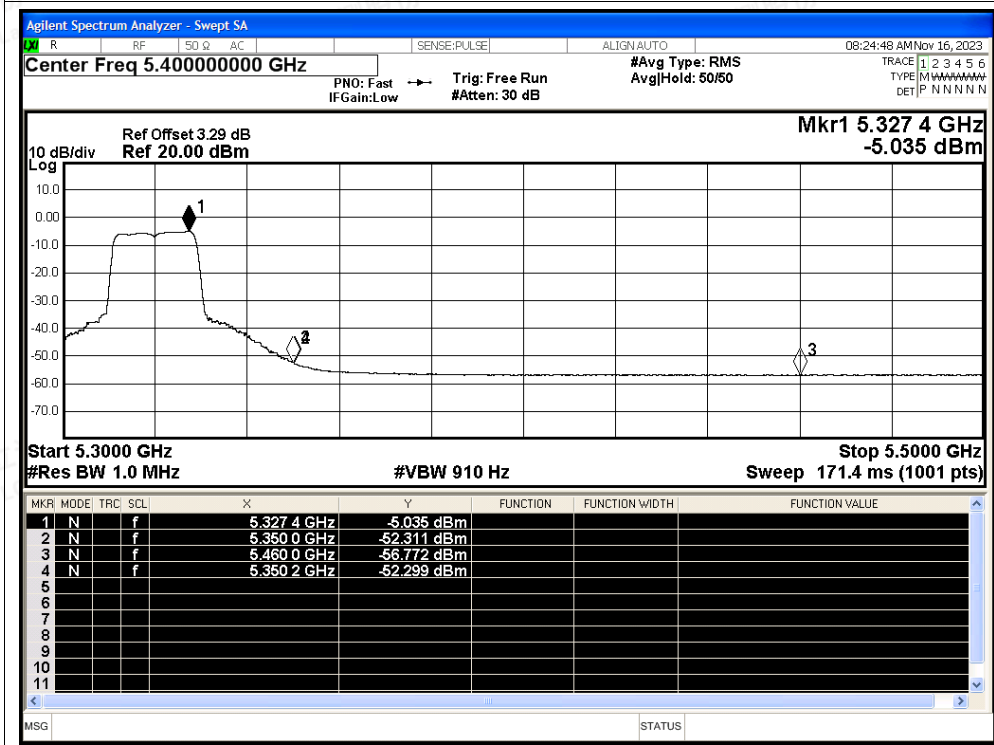 Agilent Spectrum Analyzer - Swept SA
LXI R RF 50 Ω AC SENSE:PULSE ALIGN AUTO 08:24:48 AM Nov 16, 2023
Center Freq 5.400000000 GHz
PNO: Fast
IFGain:Low
Trig: Free Run
#Atten: 30 dB
#Avg Type: RMS
Avg|Hold: 50/50
TRACE 1 2 3 4 5 6
TYPE M
DET P N N N N N
Ref Offset 3.29 dB
Ref 20.00 dBm
10 dB/div
Log
Mkr1 5.327 4 GHz
-5.035 dBm
10.0
0.00
-10.0
-20.0
-30.0
-40.0
-50.0
-60.0
-70.0
1
2
4
3
Start 5.3000 GHz
Stop 5.5000 GHz
#Res BW 1.0 MHz
#VBW 910 Hz
Sweep 171.4 ms (1001 pts)
MKR MODE TRC SCL X Y FUNCTION FUNCTION WIDTH FUNCTION VALUE
1 N f 5.327 4 GHz -5.035 dBm
2 N f 5.350 0 GHz -52.311 dBm
3 N f 5.460 0 GHz -56.772 dBm
4 N f 5.350 2 GHz -52.299 dBm
5
6
7
8
9
10
11
MSG STATUS